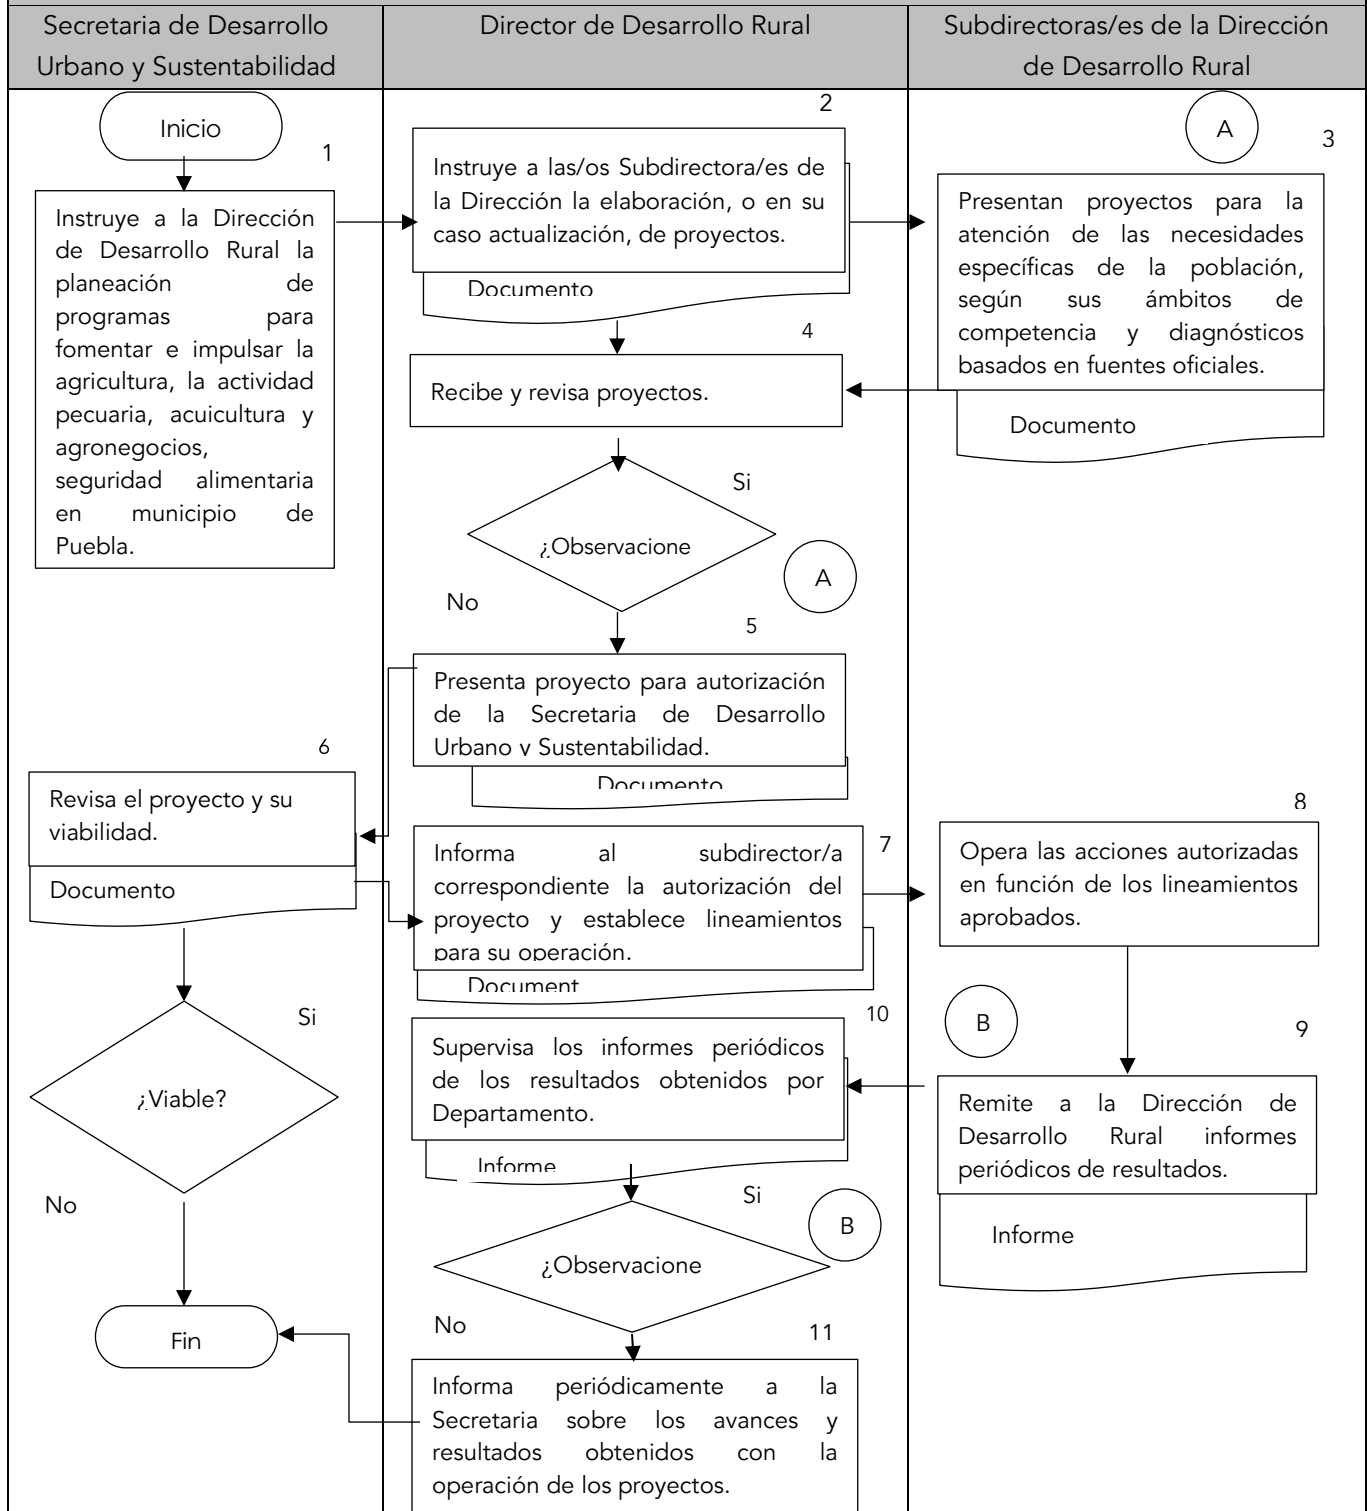 Secretaria de Desarrollo
Urbano y Sustentabilidad
Director de Desarrollo Rural
Subdirectoras/es de la Dirección
de Desarrollo Rural
Inicio
1
Instruye a la Dirección
de Desarrollo Rural la
planeación de
programas para
fomentar e impulsar la
agricultura, la actividad
pecuaria, acuicultura y
agronegocios,
seguridad alimentaria
en municipio de
Puebla.
2
Instruye a las/os Subdirectora/es de
la Dirección la elaboración, o en su
caso actualización, de proyectos.
Documento
A
3
Presentan proyectos para la
atención de las necesidades
específicas de la población,
según sus ámbitos de
competencia y diagnósticos
basados en fuentes oficiales.
Documento
4
Recibe y revisa proyectos.
Si
¿Observacione
A
No
5
Presenta proyecto para autorización
de la Secretaria de Desarrollo
Urbano y Sustentabilidad.
Documento
6
Revisa el proyecto y su
viabilidad.
Documento
7
Informa al subdirector/a
correspondiente la autorización del
proyecto y establece lineamientos
para su operación.
Document
8
Opera las acciones autorizadas
en función de los lineamientos
aprobados.
Si
¿Viable?
No
B
9
Remite a la Dirección de
Desarrollo Rural informes
periódicos de resultados.
Informe
10
Supervisa los informes periódicos
de los resultados obtenidos por
Departamento.
Informe
Si
B
¿Observacione
No
11
Informa periódicamente a la
Secretaria sobre los avances y
resultados obtenidos con la
operación de los proyectos.
Fin